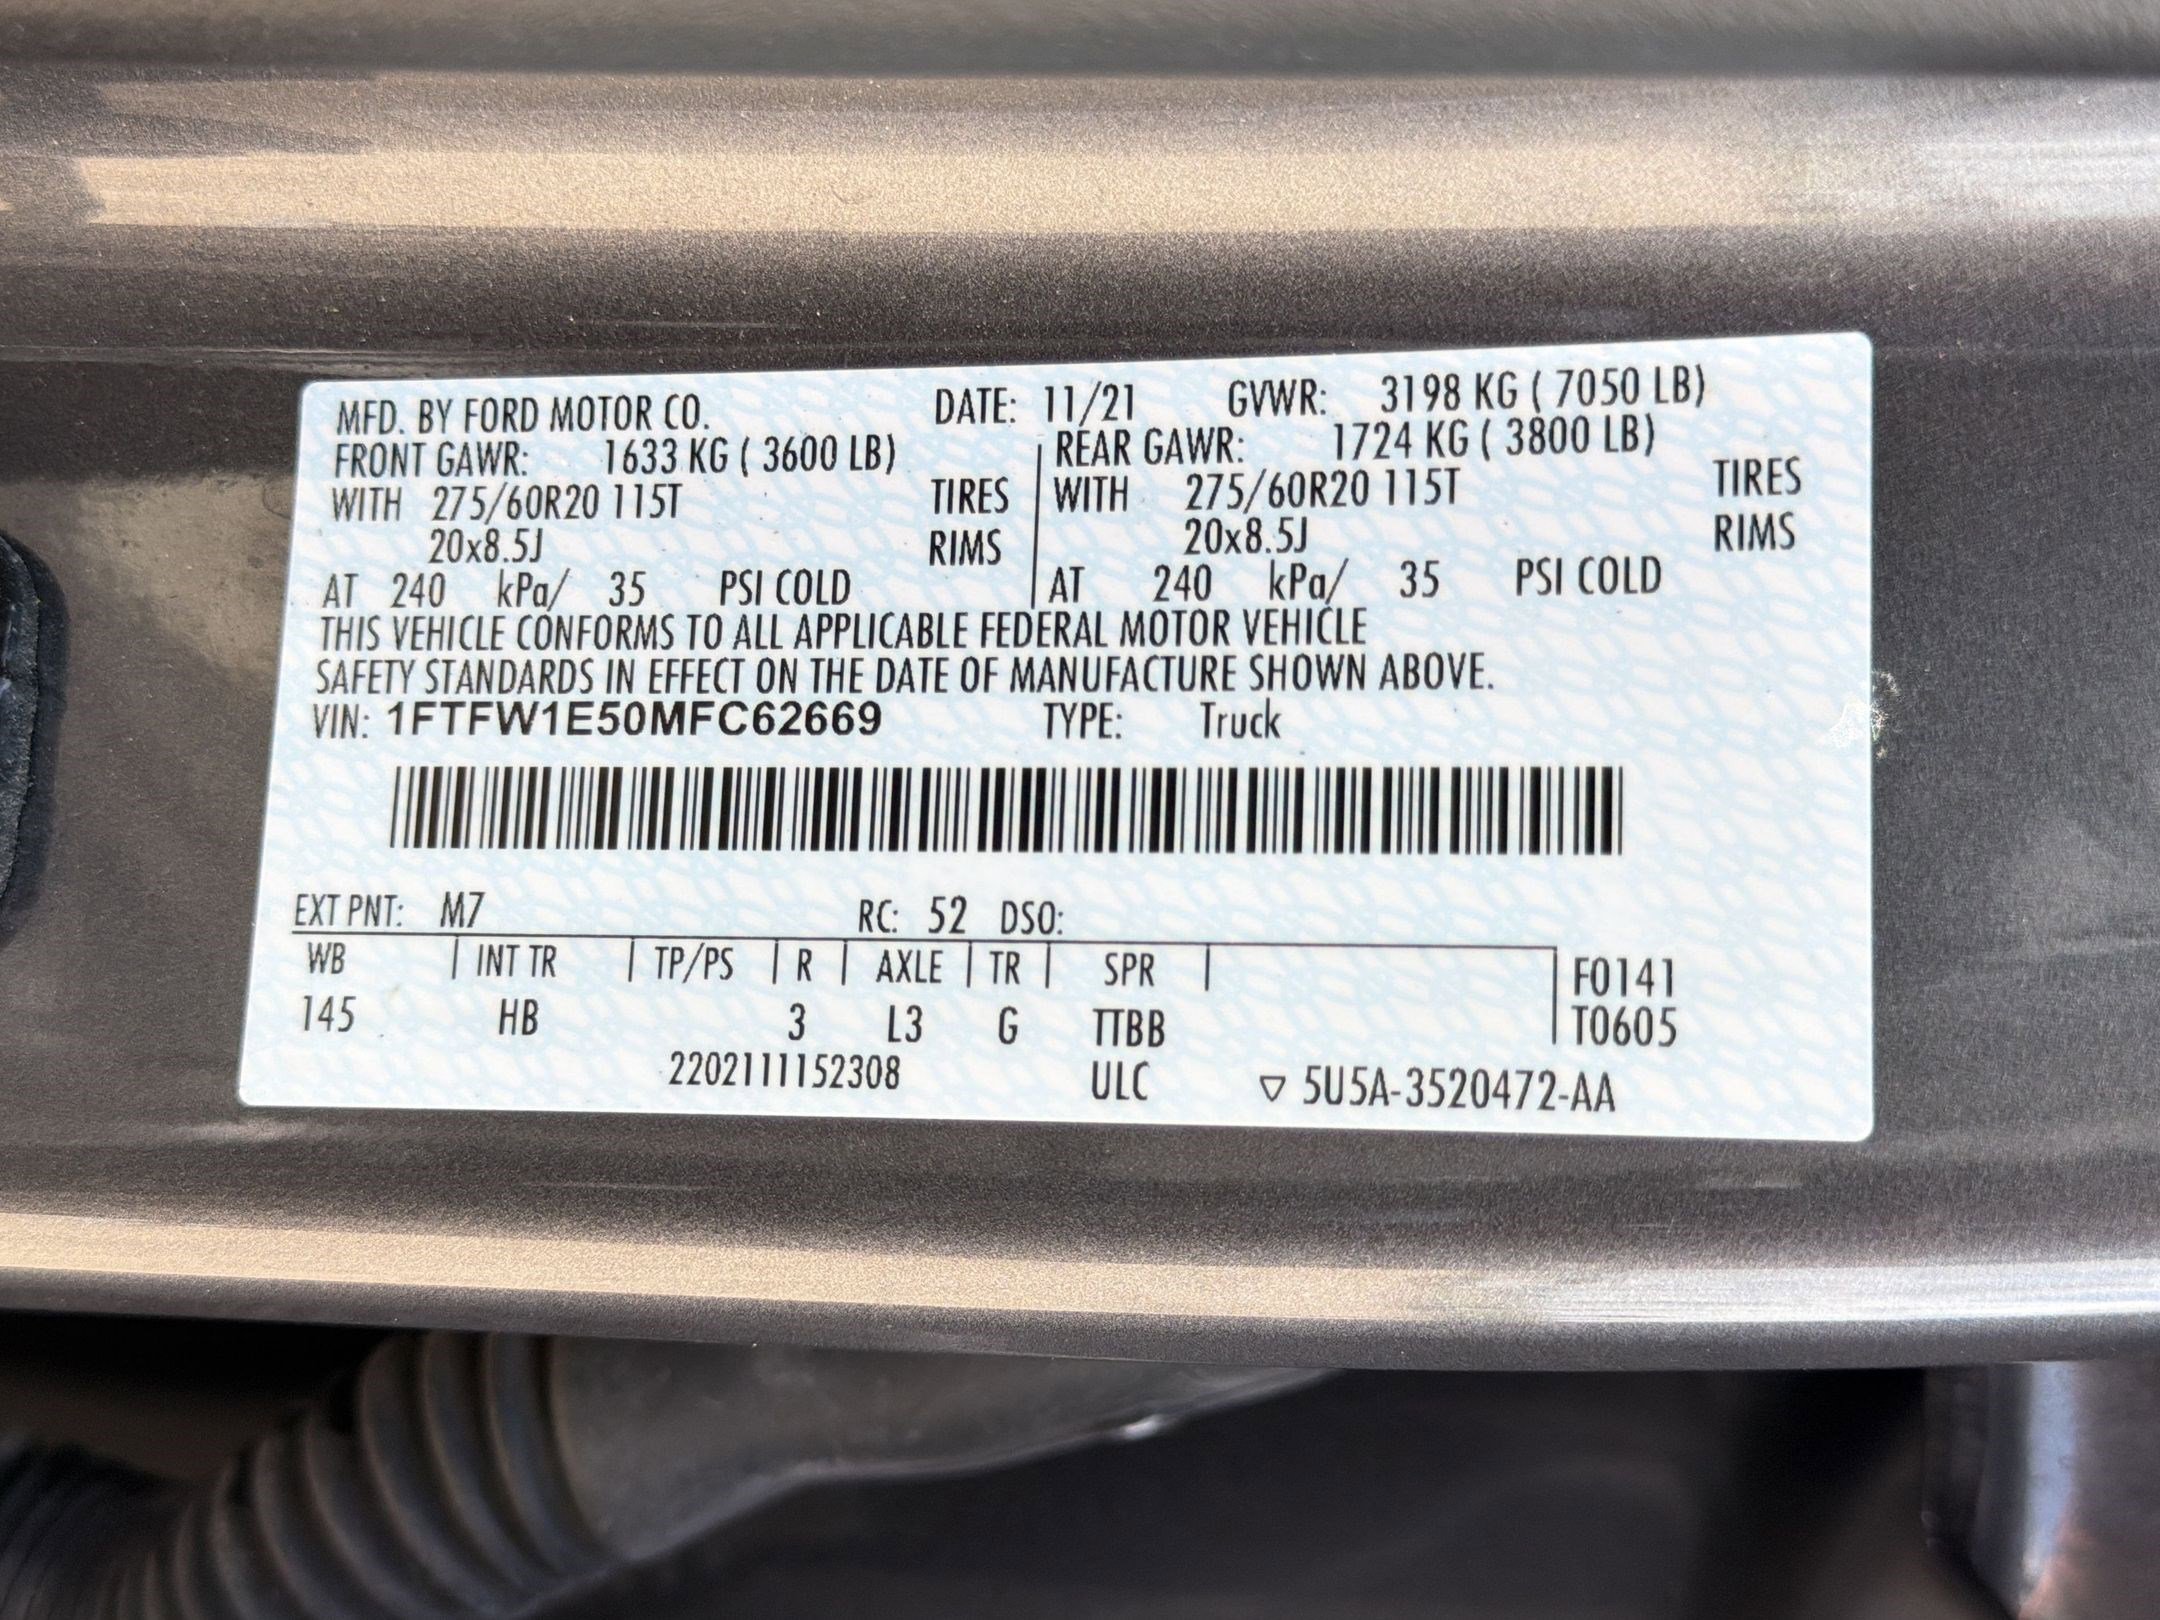 MFD. BY FORD MOTOR CO. DATE: 11/21 GVWR: 3198 KG ( 7050 LB)
FRONT GAWR: 1633 KG ( 3600 LB) REAR GAWR: 1724 KG ( 3800 LB)
WITH 275/60R20 115T TIRES WITH 275/60R20 115T TIRES
20x8.5J RIMS 20x8.5J RIMS
AT 240 kPa/ 35 PSI COLD AT 240 kPa/ 35 PSI COLD
THIS VEHICLE CONFORMS TO ALL APPLICABLE FEDERAL MOTOR VEHICLE
SAFETY STANDARDS IN EFFECT ON THE DATE OF MANUFACTURE SHOWN ABOVE.
VIN: 1FTFW1E50MFC62669 TYPE: Truck
EXT PNT: M7 RC: 52 DSO:
WB INT TR TP/PS R AXLE TR SPR F0141
145 HB 3 L3 G TTBB T0605
2202111152308 ULC ▽ 5U5A-3520472-AA